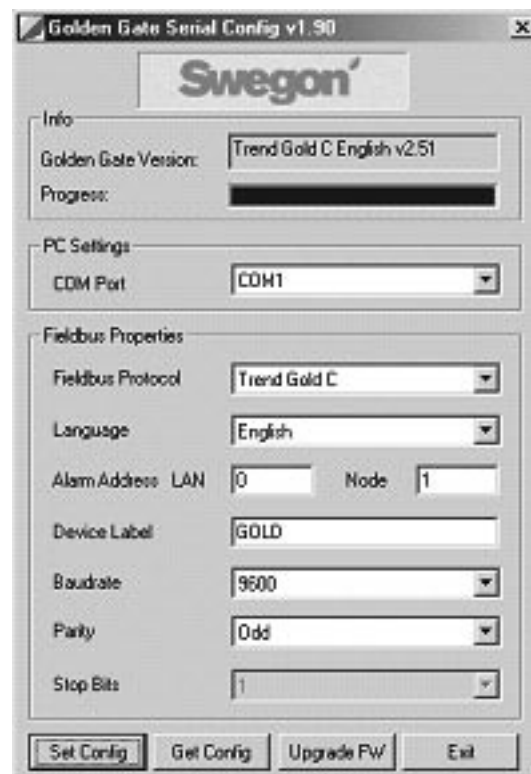 Golden Gate Serial Config v1.90
Swegon
Info
Golden Gate Version: Trend Gold C English v2.51
Progress:
PC Settings
COM Port COM1
Fieldbus Properties
Fieldbus Protocol Trend Gold C
Language English
Alarm Address LAN 0 Node 1
Device Label GOLD
Baudrate 9600
Parity Odd
Stop Bits 1
Set Config Get Config Upgrade FW Exit